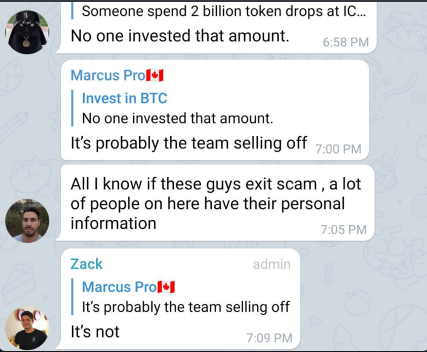 Someone spend 2 billion token drops at IC...
No one invested that amount.
6:58 PM
Marcus Pro🇨🇦
Invest in BTC
No one invested that amount.
It's probably the team selling off
7:00 PM
All I know if these guys exit scam , a lot
of people on here have their personal
information
7:05 PM
Zack admin
Marcus Pro🇨🇦
It's probably the team selling off
It's not
7:09 PM